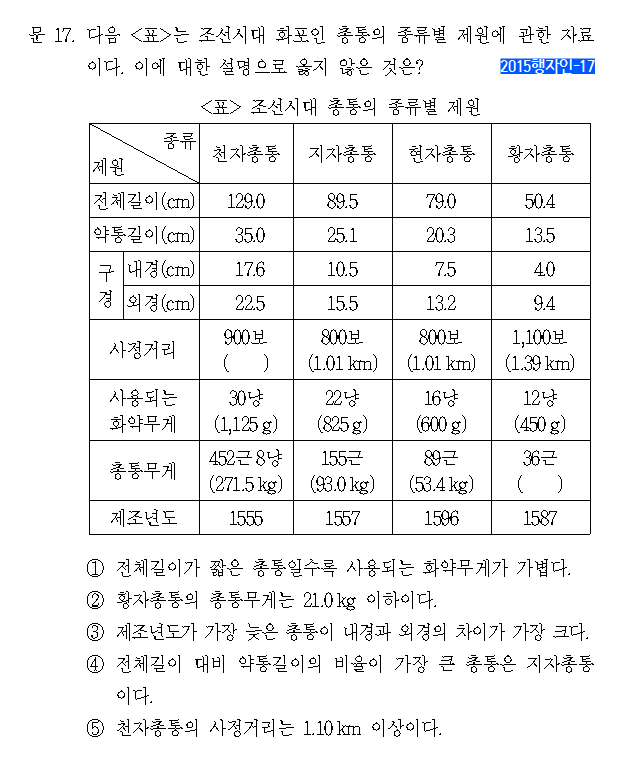 문 17. 다음 <표>는 조선시대 화포인 총통의 종류별 제원에 관한 자료
이다. 이에 대한 설명으로 옳지 않은 것은?
2015행자인-17
<표> 조선시대 총통의 종류별 제원
종류 제원 천자총통 지자총통 현자총통 황자총통
전체길이(cm) 129.0 89.5 79.0 50.4
약통길이(cm) 35.0 25.1 20.3 13.5
구경 내경(cm) 17.6 10.5 7.5 4.0
외경(cm) 22.5 15.5 13.2 9.4
사정거리 900보 ( ) 800보 (1.01 km) 800보 (1.01 km) 1,100보 (1.39 km)
사용되는 화약무게 30냥 (1,125 g) 22냥 (825 g) 16냥 (600 g) 12냥 (450 g)
총통무게 452근 8냥 (271.5 kg) 155근 (93.0 kg) 89근 (53.4 kg) 36근 ( )
제조년도 1555 1557 1596 1587
① 전체길이가 짧은 총통일수록 사용되는 화약무게가 가볍다.
② 황자총통의 총통무게는 21.0 kg 이하이다.
③ 제조년도가 가장 늦은 총통이 내경과 외경의 차이가 가장 크다.
④ 전체길이 대비 약통길이의 비율이 가장 큰 총통은 지자총통
이다.
⑤ 천자총통의 사정거리는 1.10 km 이상이다.